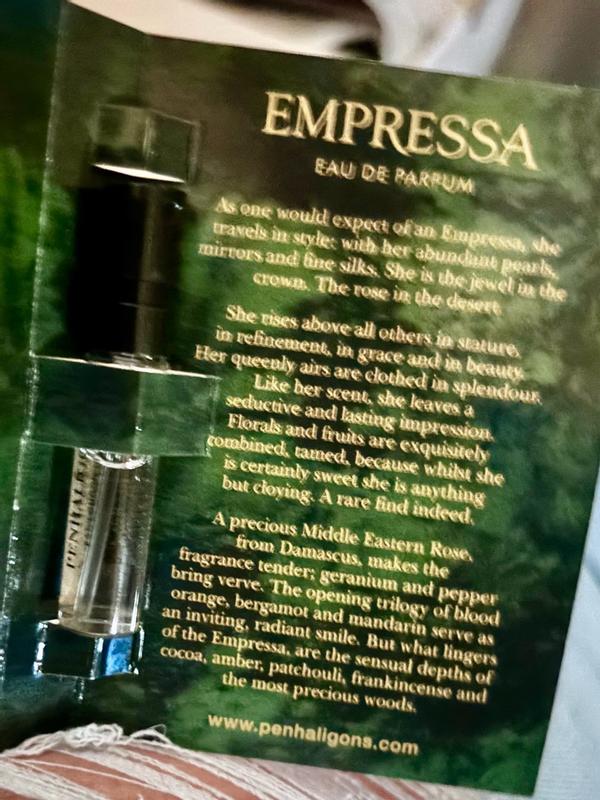 EMPRESSA
EAU DE PARFUM
As one would expect of an Empressa, she
travels in style: with her abundant pearls,
mirrors and fine silks. She is the jewel in the
crown. The rose in the desert.
She rises above all others in stature,
in refinement, in grace and in beauty.
Her queenly airs are clothed in splendour.
Like her scent, she leaves a
seductive and lasting impression.
Florals and fruits are exquisitely
combined, tamed, because whilst she
is certainly sweet she is anything
but cloying. A rare find indeed.
A precious Middle Eastern Rose,
from Damascus, makes the
fragrance tender; geranium and pepper
bring verve. The opening trilogy of blood
orange, bergamot and mandarin serve as
an inviting, radiant smile. But what lingers
of the Empressa, are the sensual depths of
cocoa, amber, patchouli, frankincense and
the most precious woods.
www.penhaligons.com